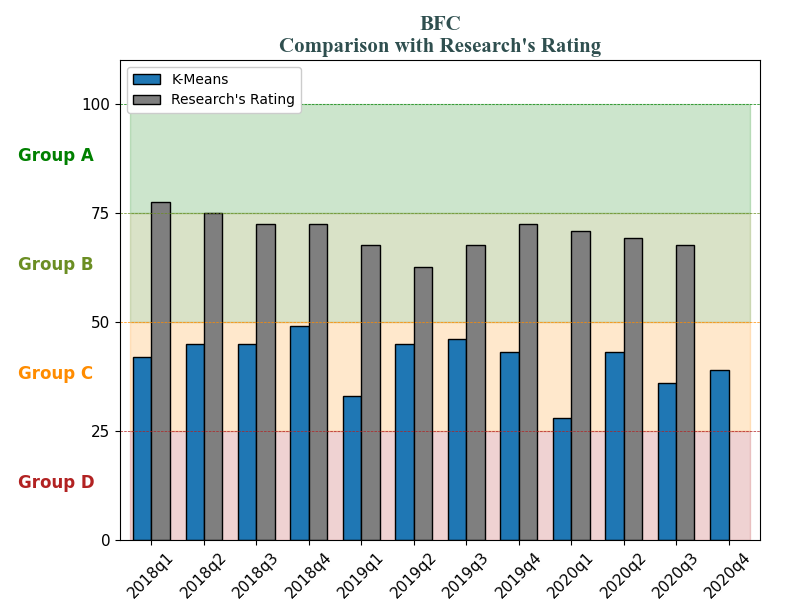 BFC
Comparison with Research's Rating
K-Means
Research's Rating
100
Group A
75
Group B
50
Group C
25
Group D
0
2018q1
2018q2
2018q3
2018q4
2019q1
2019q2
2019q3
2019q4
2020q1
2020q2
2020q3
2020q4